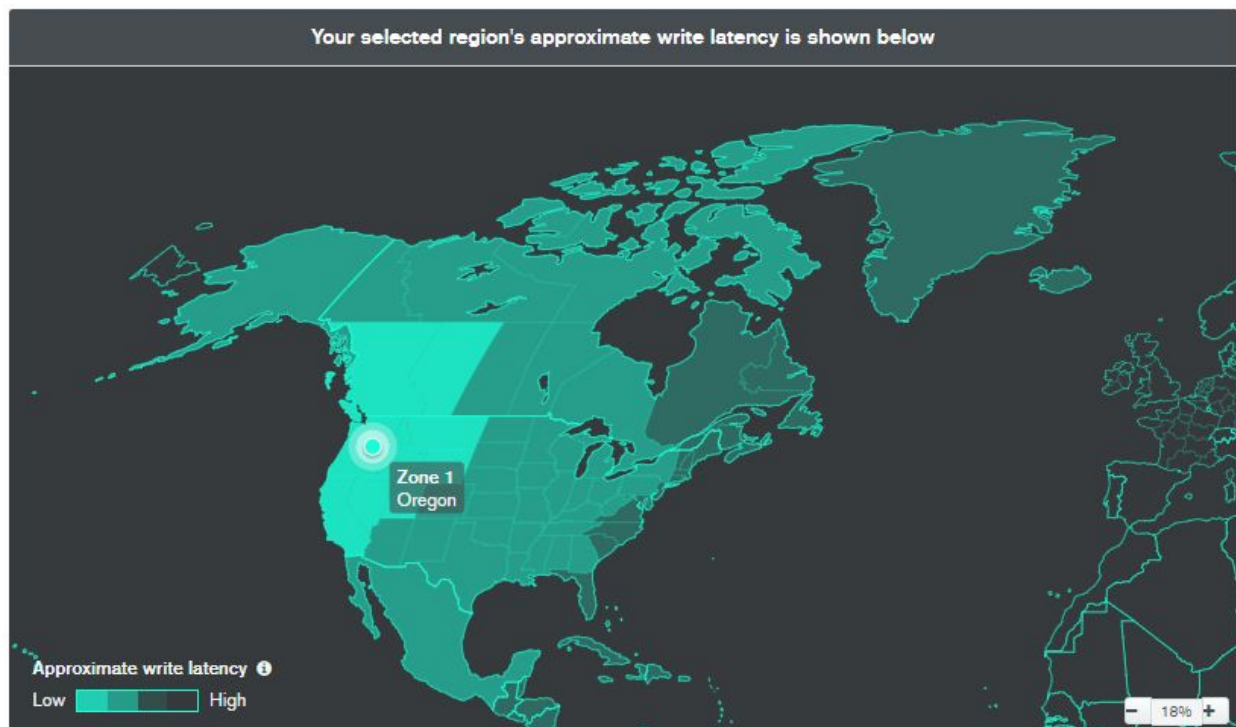 Your selected region's approximate write latency is shown below
Zone 1
Oregon
Approximate write latency
Low High
18%